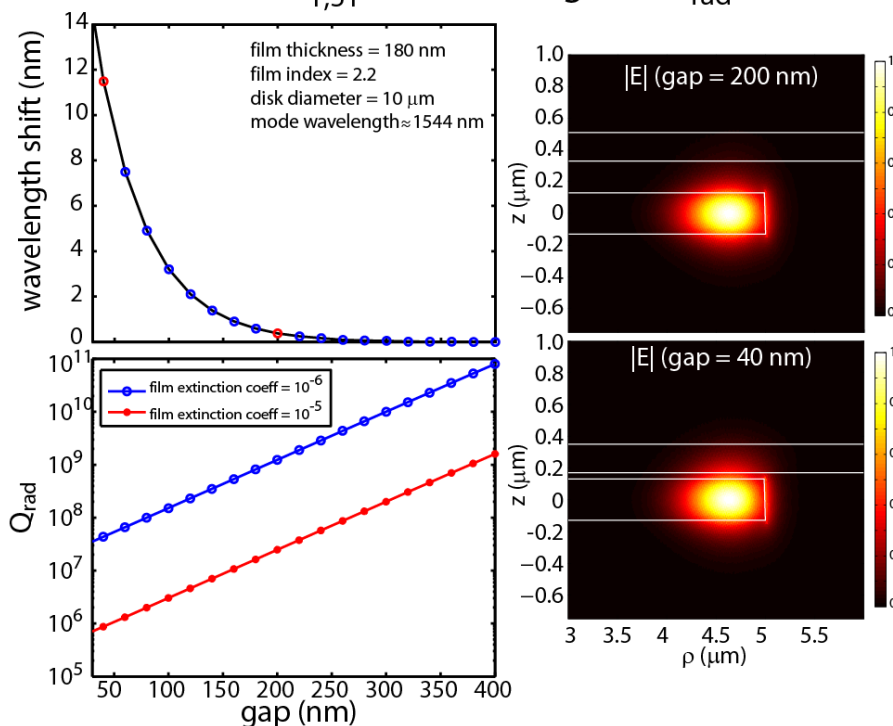 1,51
rad
wavelength shift (nm)
14
12
10
8
6
4
2
0
film thickness = 180 nm
film index = 2.2
disk diameter = 10 μm
mode wavelength≈1544 nm
Q_rad
10^11
10^10
10^9
10^8
10^7
10^6
10^5
film extinction coeff = 10^-6
film extinction coeff = 10^-5
50 100 150 200 250 300 350 400
gap (nm)
|E| (gap = 200 nm)
z (μm)
1.0
0.8
0.6
0.4
0.2
0
-0.2
−0.4
-0.6
|E| (gap = 40 nm)
z (μm)
1.0
0.8
0.6
0.4
0.2
0
-0.2
−0.4
-0.6
3 3.5 4 4.5 5 5.5
ρ (μm)